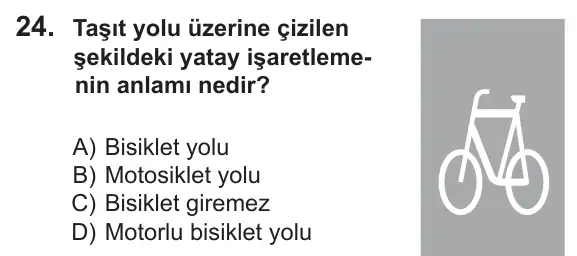 24. Taşıt yolu üzerine çizilen
şekildeki yatay işaretleme-
nin anlamı nedir?
A) Bisiklet yolu
B) Motosiklet yolu
C) Bisiklet giremez
D) Motorlu bisiklet yolu